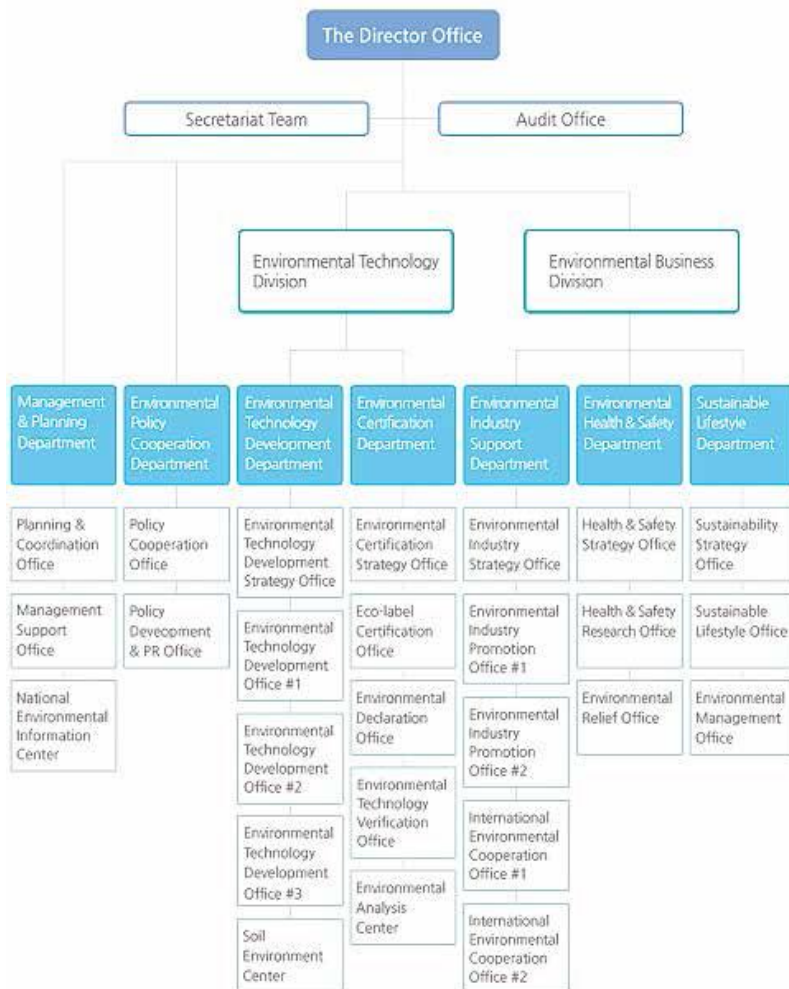 The Director Office
Secretariat Team
Audit Office
Environmental Technology
Division
Environmental Business
Division
Management
& Planning
Department
Environmental
Policy
Cooperation
Department
Environmental
Technology
Development
Department
Environmental
Certification
Department
Environmental
Industry
Support
Department
Environmental
Health & Safety
Department
Sustainable
Lifestyle
Department
Planning &
Coordination
Office
Management
Support
Office
National
Environmental
Information
Center
Policy
Cooperation
Office
Policy
Deveopment
& PR Office
Environmental
Technology
Development
Strategy Office
Environmental
Technology
Development
Office #1
Environmental
Technology
Development
Office #2
Environmental
Technology
Development
Office #3
Soil
Environment
Center
Environmental
Certification
Strategy Office
Eco-label
Certification
Office
Environmental
Declaration
Office
Environmental
Technology
Verification
Office
Environmental
Analysis
Center
Environmental
Industry
Strategy Office
Environmental
Industry
Promotion
Office #1
Environmental
Industry
Promotion
Office #2
International
Environmental
Cooperation
Office #1
International
Environmental
Cooperation
Office #2
Health & Safety
Strategy Office
Health & Safety
Research Office
Environmental
Relief Office
Sustainability
Strategy
Office
Sustainable
Lifestyle Office
Environmental
Management
Office